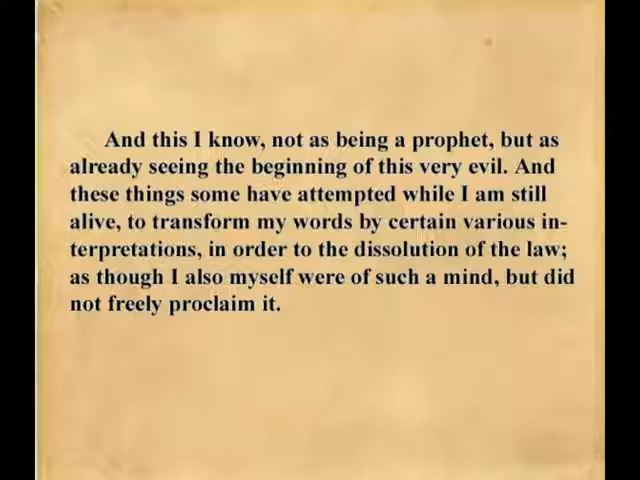 And this I know, not as being a prophet, but as
already seeing the beginning of this very evil. And
these things some have attempted while I am still
alive, to transform my words by certain various in-
terpretations, in order to the dissolution of the law;
as though I also myself were of such a mind, but did
not freely proclaim it.